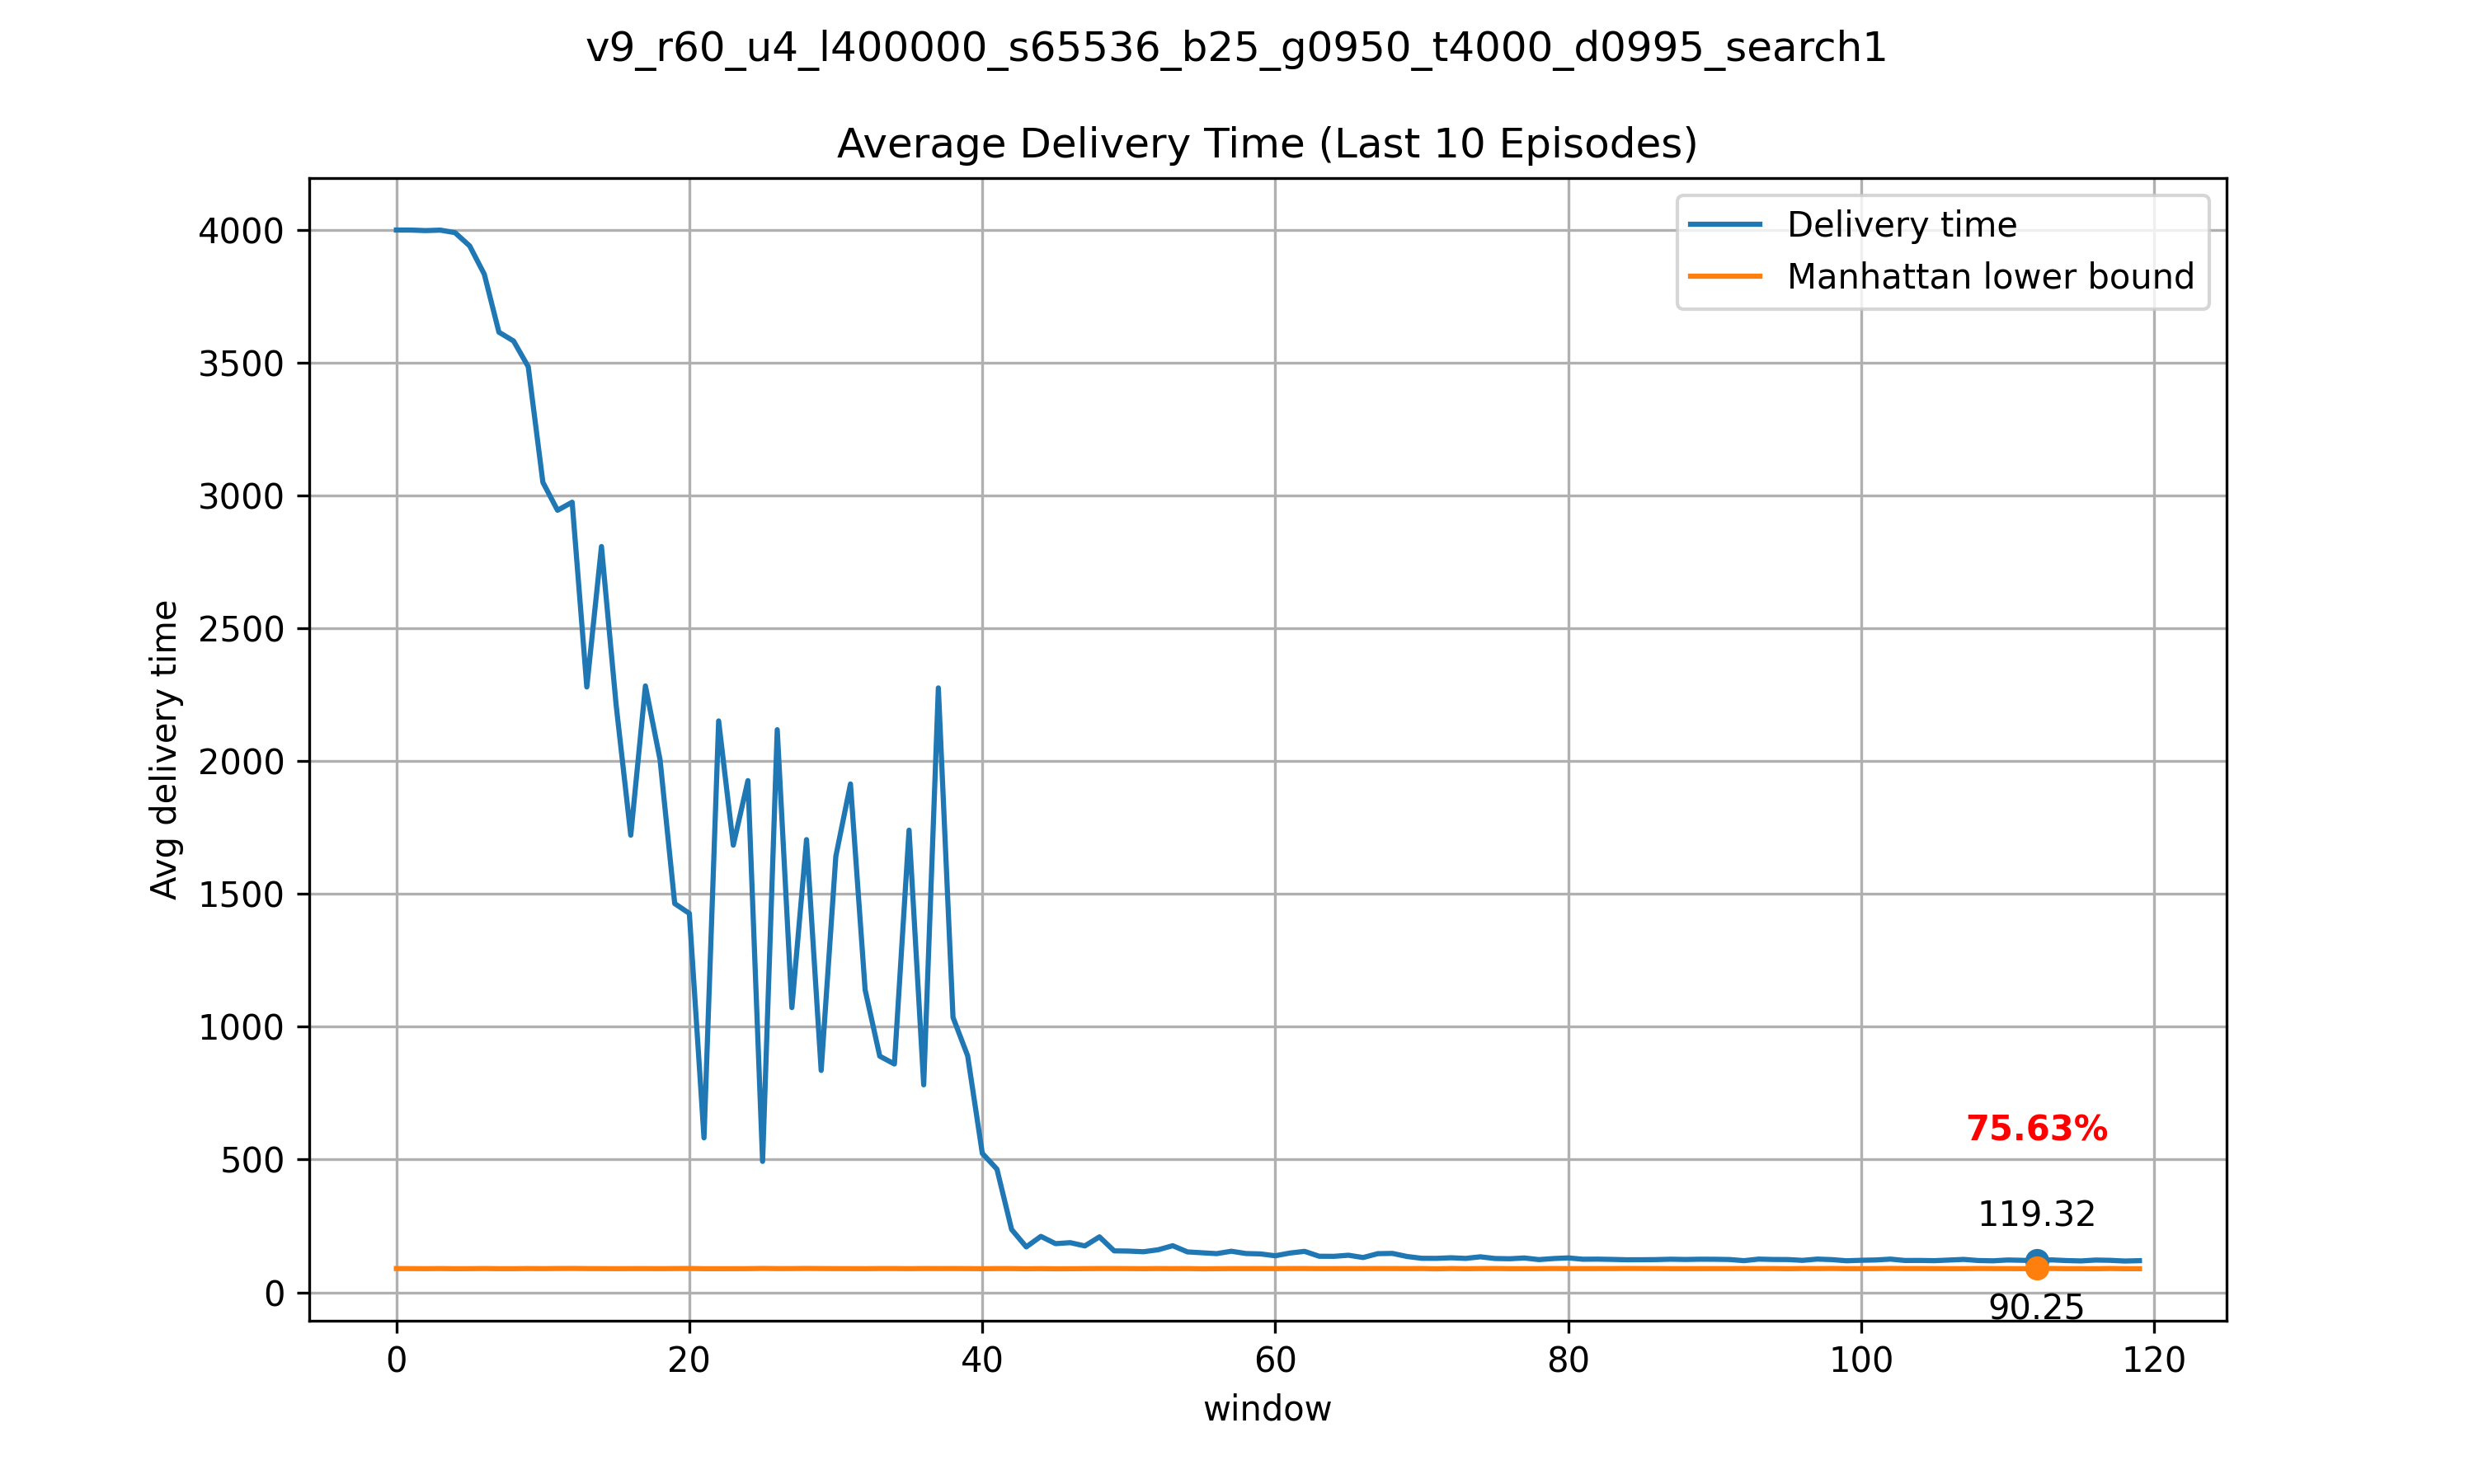 v9_r60_u4_l400000_s65536_b25_g0950_t4000_d0995_search1
Average Delivery Time (Last 10 Episodes)
Delivery time
Manhattan lower bound
Avg delivery time
4000
3500
3000
2500
2000
1500
1000
500
0
75.63%
119.32
90.25
0 20 40 60 80 100 120
window